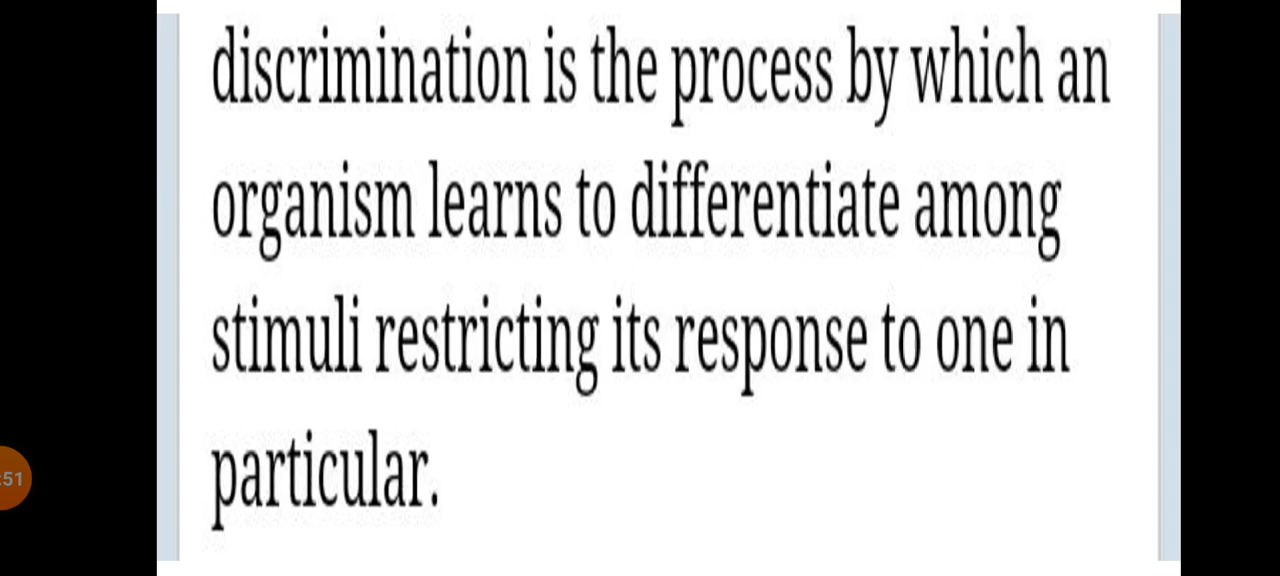 discrimination is the process by which an
organism learns to differentiate among
stimuli restricting its response to one in
particular.
:51